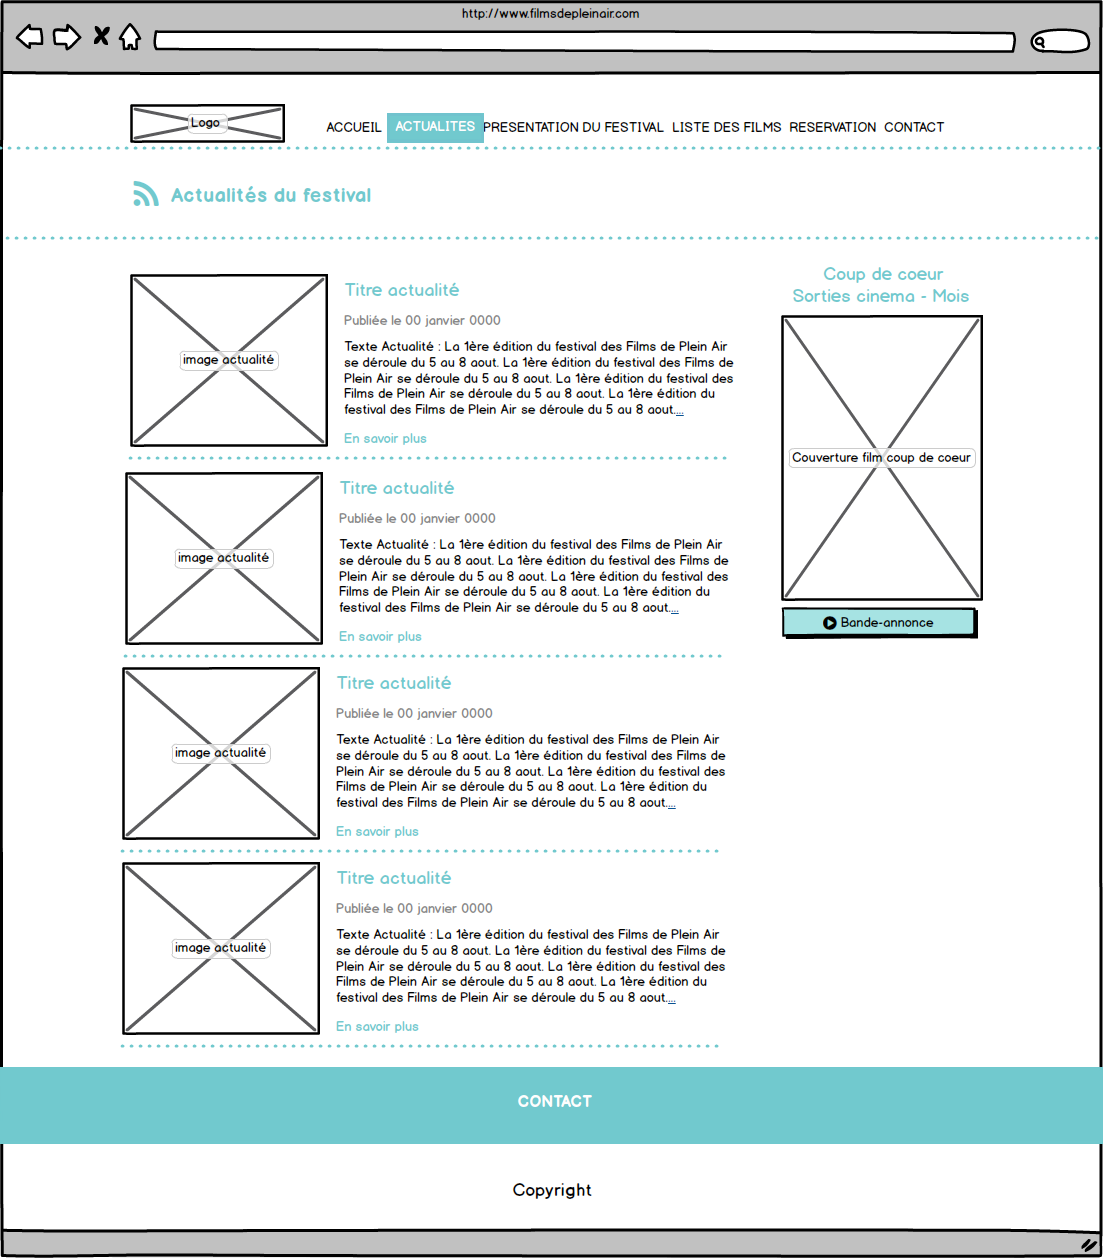 http://www.filmsdepleinair.com
Logo
ACCUEIL ACTUALITES PRESENTATION DU FESTIVAL LISTE DES FILMS RESERVATION CONTACT
Actualités du festival
image actualité
Titre actualité
Publiée le 00 janvier 0000
Texte Actualité : La 1ère édition du festival des Films de Plein Air
se déroule du 5 au 8 aout. La 1ère édition du festival des Films de
Plein Air se déroule du 5 au 8 aout. La 1ère édition du festival des
Films de Plein Air se déroule du 5 au 8 aout. La 1ère édition du
festival des Films de Plein Air se déroule du 5 au 8 aout....
En savoir plus
image actualité
Titre actualité
Publiée le 00 janvier 0000
Texte Actualité : La 1ère édition du festival des Films de Plein Air
se déroule du 5 au 8 aout. La 1ère édition du festival des Films de
Plein Air se déroule du 5 au 8 aout. La 1ère édition du festival des
Films de Plein Air se déroule du 5 au 8 aout. La 1ère édition du
festival des Films de Plein Air se déroule du 5 au 8 aout....
En savoir plus
image actualité
Titre actualité
Publiée le 00 janvier 0000
Texte Actualité : La 1ère édition du festival des Films de Plein Air
se déroule du 5 au 8 aout. La 1ère édition du festival des Films de
Plein Air se déroule du 5 au 8 aout. La 1ère édition du festival des
Films de Plein Air se déroule du 5 au 8 aout. La 1ère édition du
festival des Films de Plein Air se déroule du 5 au 8 aout....
En savoir plus
image actualité
Titre actualité
Publiée le 00 janvier 0000
Texte Actualité : La 1ère édition du festival des Films de Plein Air
se déroule du 5 au 8 aout. La 1ère édition du festival des Films de
Plein Air se déroule du 5 au 8 aout. La 1ère édition du festival des
Films de Plein Air se déroule du 5 au 8 aout. La 1ère édition du
festival des Films de Plein Air se déroule du 5 au 8 aout....
En savoir plus
Coup de coeur
Sorties cinema - Mois
Couverture film coup de coeur
Bande-annonce
CONTACT
Copyright